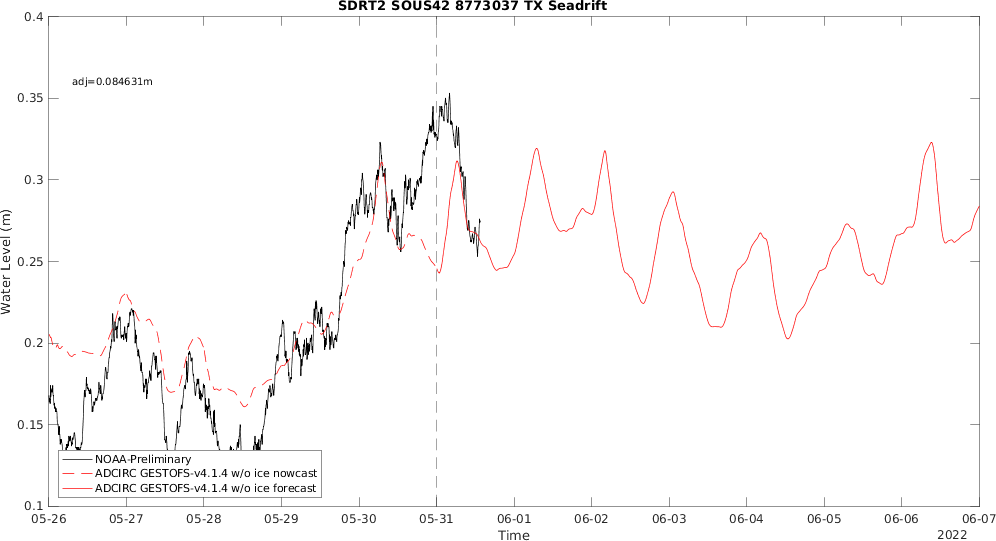 SDRT2 SOUS42 8773037 TX Seadrift
0.4
adj=0.084631m
0.35
0.3
0.25
Water Level (m)
0.2
0.15
0.1
NOAA-Preliminary
ADCIRC GESTOFS-v4.1.4 w/o ice nowcast
ADCIRC GESTOFS-v4.1.4 w/o ice forecast
05-26 05-27 05-28 05-29 05-30 05-31 06-01 06-02 06-03 06-04 06-05 06-06 06-07
Time
2022